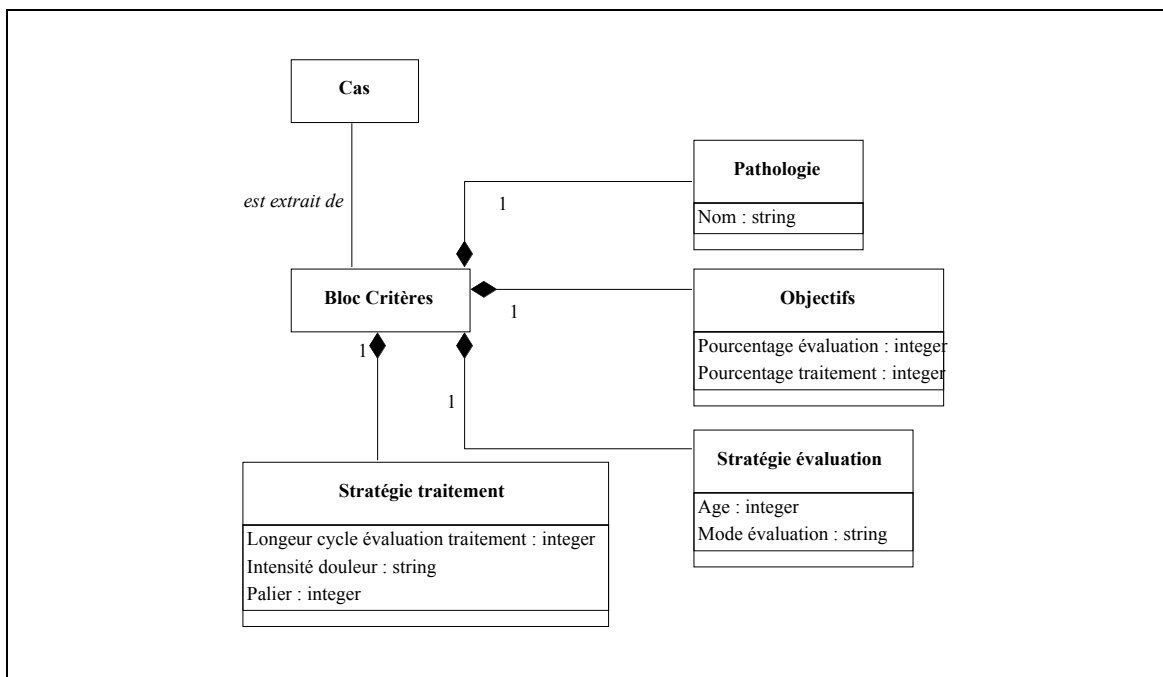 Cas
Pathologie
est extrait de
1
Nom : string
Bloc Critères
Objectifs
1
1
Pourcentage évaluation : integer
Pourcentage traitement : integer
1
Stratégie évaluation
Stratégie traitement
Age : integer
Mode évaluation : string
Longeur cycle évaluation traitement : integer
Intensité douleur : string
Palier : integer